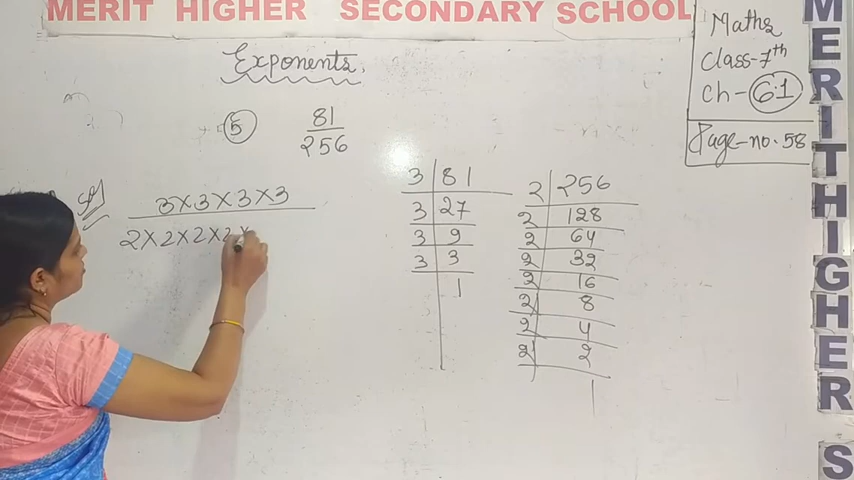 MERIT HIGHER SECONDARY SCHOOL
Exponents.
Maths
Class-7th
Ch-6.1
Page-no.58
5
81
256
3×3×3×3
2×2×2×2×
3 81
3 27
3 9
3 3
1
2 256
2 128
2 64
2 32
2 16
2 8
2 4
2 2
1
MERIT HIGHER S